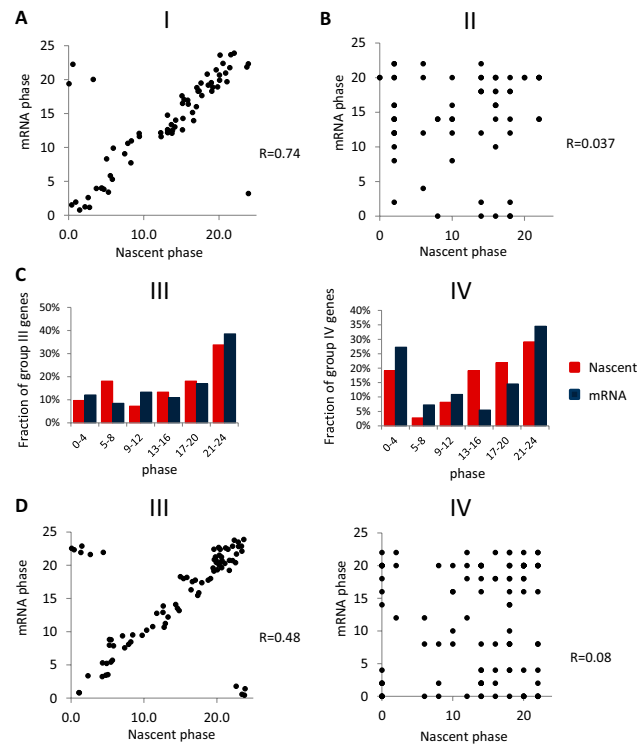 A
I
25
20
15
10
5
0
0.0
10.0
20.0
mRNA phase
Nascent phase
R=0.74
B
II
25
20
15
10
5
0
0
10
20
mRNA phase
Nascent phase
R=0.037
C
III
50%
40%
30%
20%
10%
0%
Fraction of group III genes
0-4
5-8
9-12
13-16
17-20
21-24
phase
IV
40%
35%
30%
25%
20%
15%
10%
5%
0%
Fraction of group IV genes
0-4
5-8
9-12
13-16
17-20
21-24
phase
Nascent
mRNA
D
III
25
20
15
10
5
0
0.0
10.0
20.0
mRNA phase
Nascent phase
R=0.48
IV
25
20
15
10
5
0
0
10
20
mRNA phase
Nascent phase
R=0.08